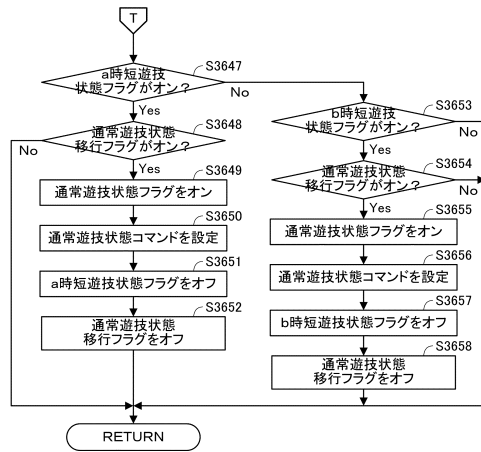 T
S3647
a時短遊技
状態フラグがオン？
No
Yes
S3648
通常遊技状態
移行フラグがオン？
No
Yes
S3649
通常遊技状態フラグをオン
S3650
通常遊技状態コマンドを設定
S3651
a時短遊技状態フラグをオフ
S3652
通常遊技状態
移行フラグをオフ
S3653
b時短遊技
状態フラグがオン？
No
Yes
S3654
通常遊技状態
移行フラグがオン？
No
Yes
S3655
通常遊技状態フラグをオン
S3656
通常遊技状態コマンドを設定
S3657
b時短遊技状態フラグをオフ
S3658
通常遊技状態
移行フラグをオフ
RETURN